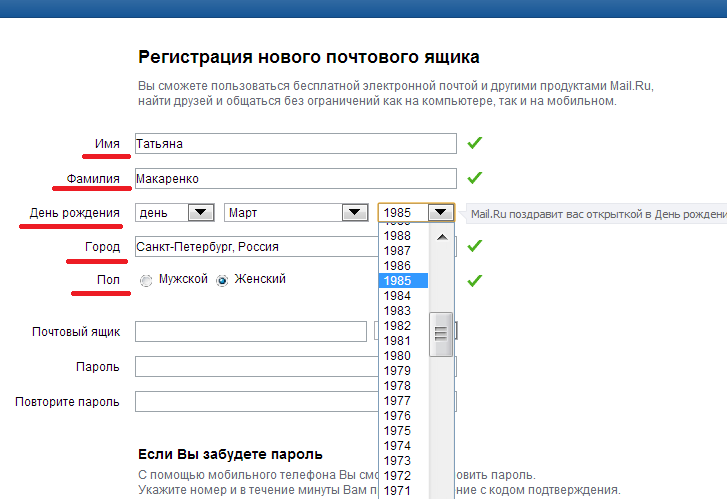 Регистрация нового почтового ящика
Вы сможете пользоваться бесплатной электронной почтой и другими продуктами Mail.Ru,
найти друзей и общаться без ограничений как на компьютере, так и на мобильном.
Имя Татьяна
Фамилия Макаренко
День рождения день Март 1985 Mail.Ru поздравит вас открыткой в День рождени
Город Санкт-Петербург, Россия
1988
1987
1986
Пол Мужской Женский
1985
1984
1983
1982
Почтовый ящик
1981
1980
Пароль
1979
1978
1977
Повторите пароль
1976
1975
1974
Если Вы забудете пароль
1973
1972
С помощью мобильного телефона Вы смо овить пароль.
1971
Укажите номер и в течение минуты Вам п ние с кодом подтверждения.